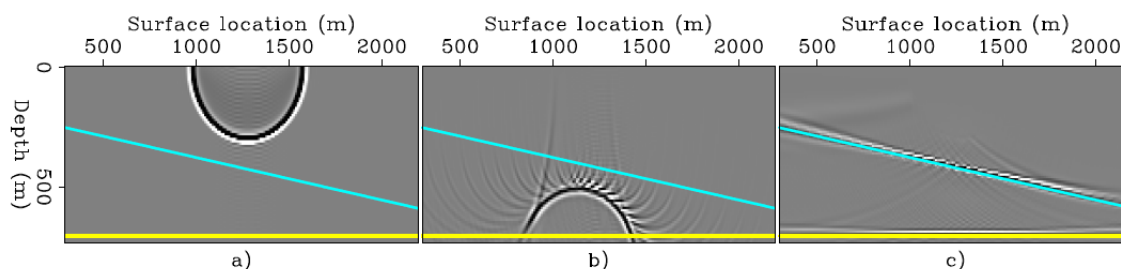 Surface location (m) Surface location (m) Surface location (m)
500 1000 1500 2000 500 1000 1500 2000 500 1000 1500 2000
0
Depth (m)
500
a) b) c)